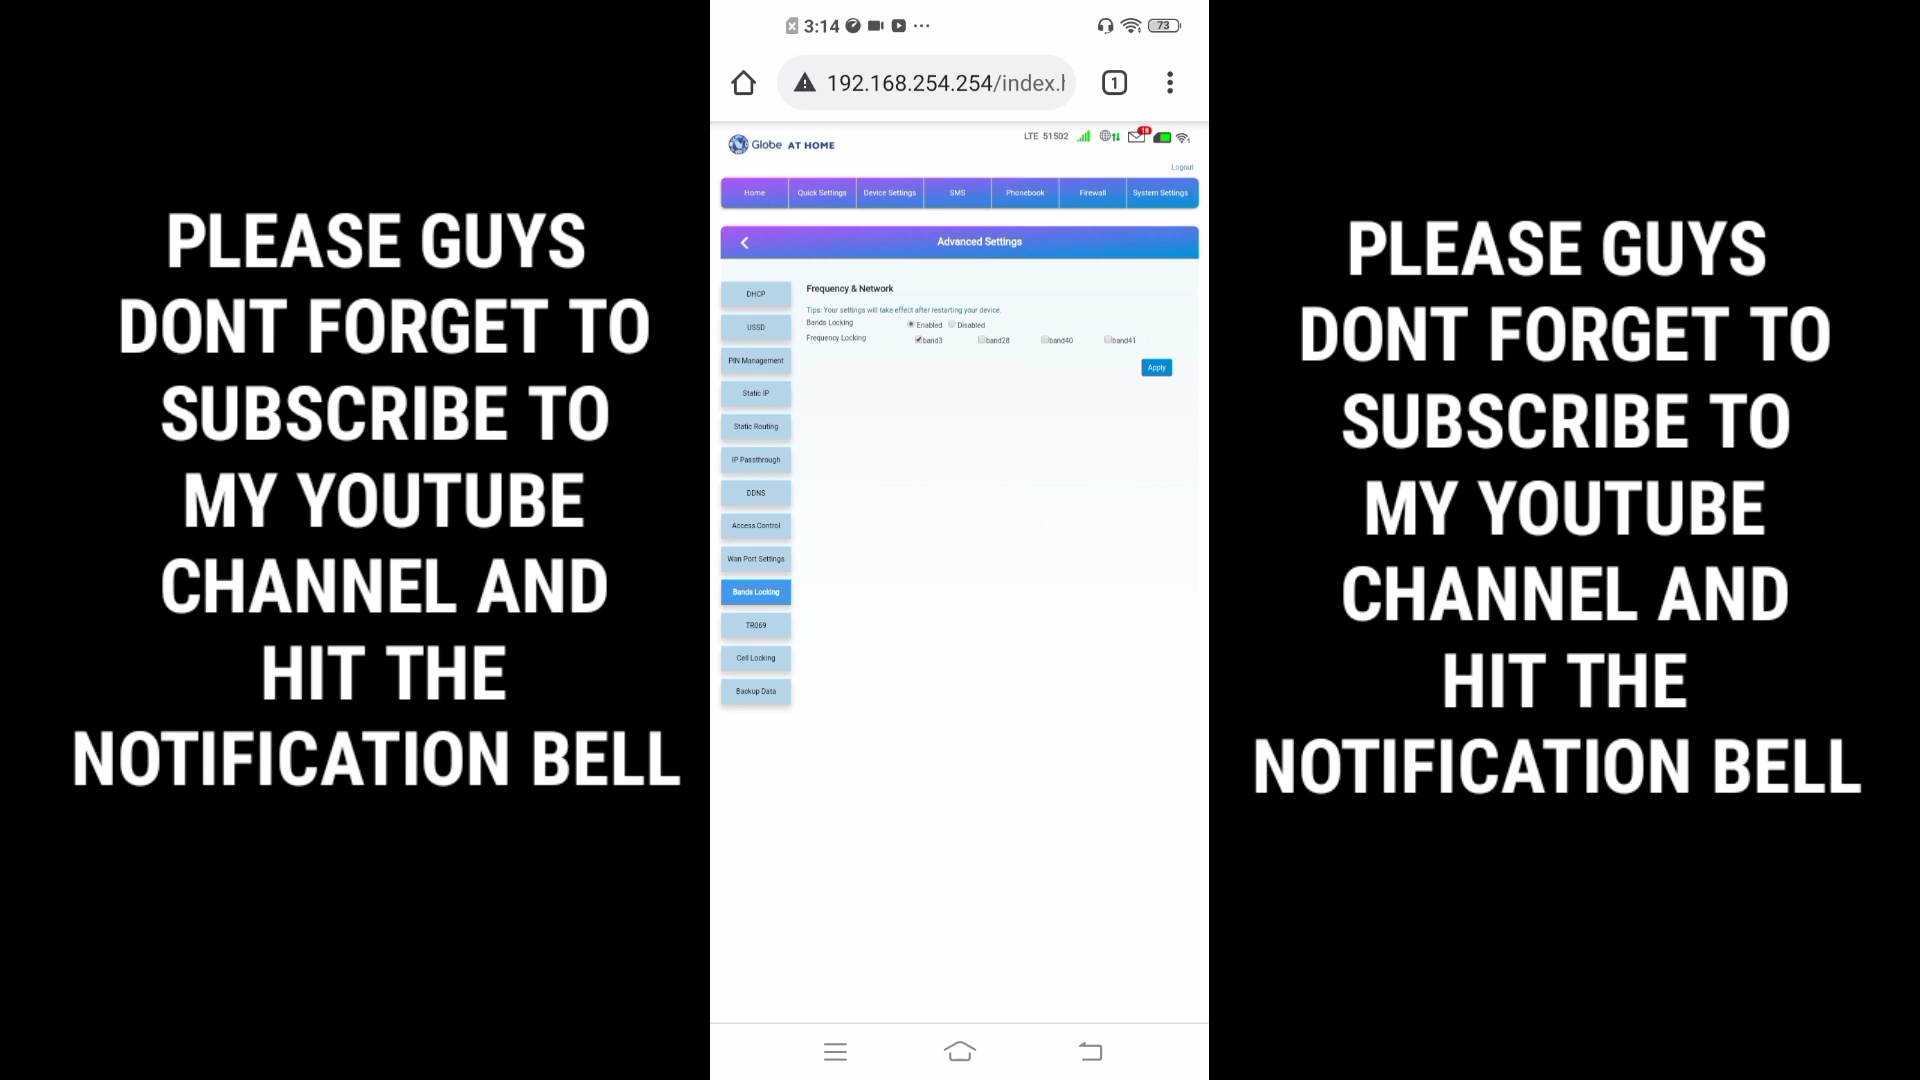 PLEASE GUYS
DONT FORGET TO
SUBSCRIBE TO
MY YOUTUBE
CHANNEL AND
HIT THE
NOTIFICATION BELL
3:14
73
192.168.254.254/index.h
1
LTE 51502
18
Globe AT HOME
Logout
Home Quick Settings Device Settings SMS Phonebook Firewall System Settings
Advanced Settings
DHCP
USSD
PIN Management
Static IP
Static Routing
IP Passthrough
DDNS
Access Control
Wan Port Settings
Bands Locking
TR069
Cell Locking
Backup Data
Frequency & Network
Tips: Your settings will take effect after restarting your device.
Bands Locking Enabled Disabled
Frequency Locking band3 band28 band40 band41
Apply
PLEASE GUYS
DONT FORGET TO
SUBSCRIBE TO
MY YOUTUBE
CHANNEL AND
HIT THE
NOTIFICATION BELL